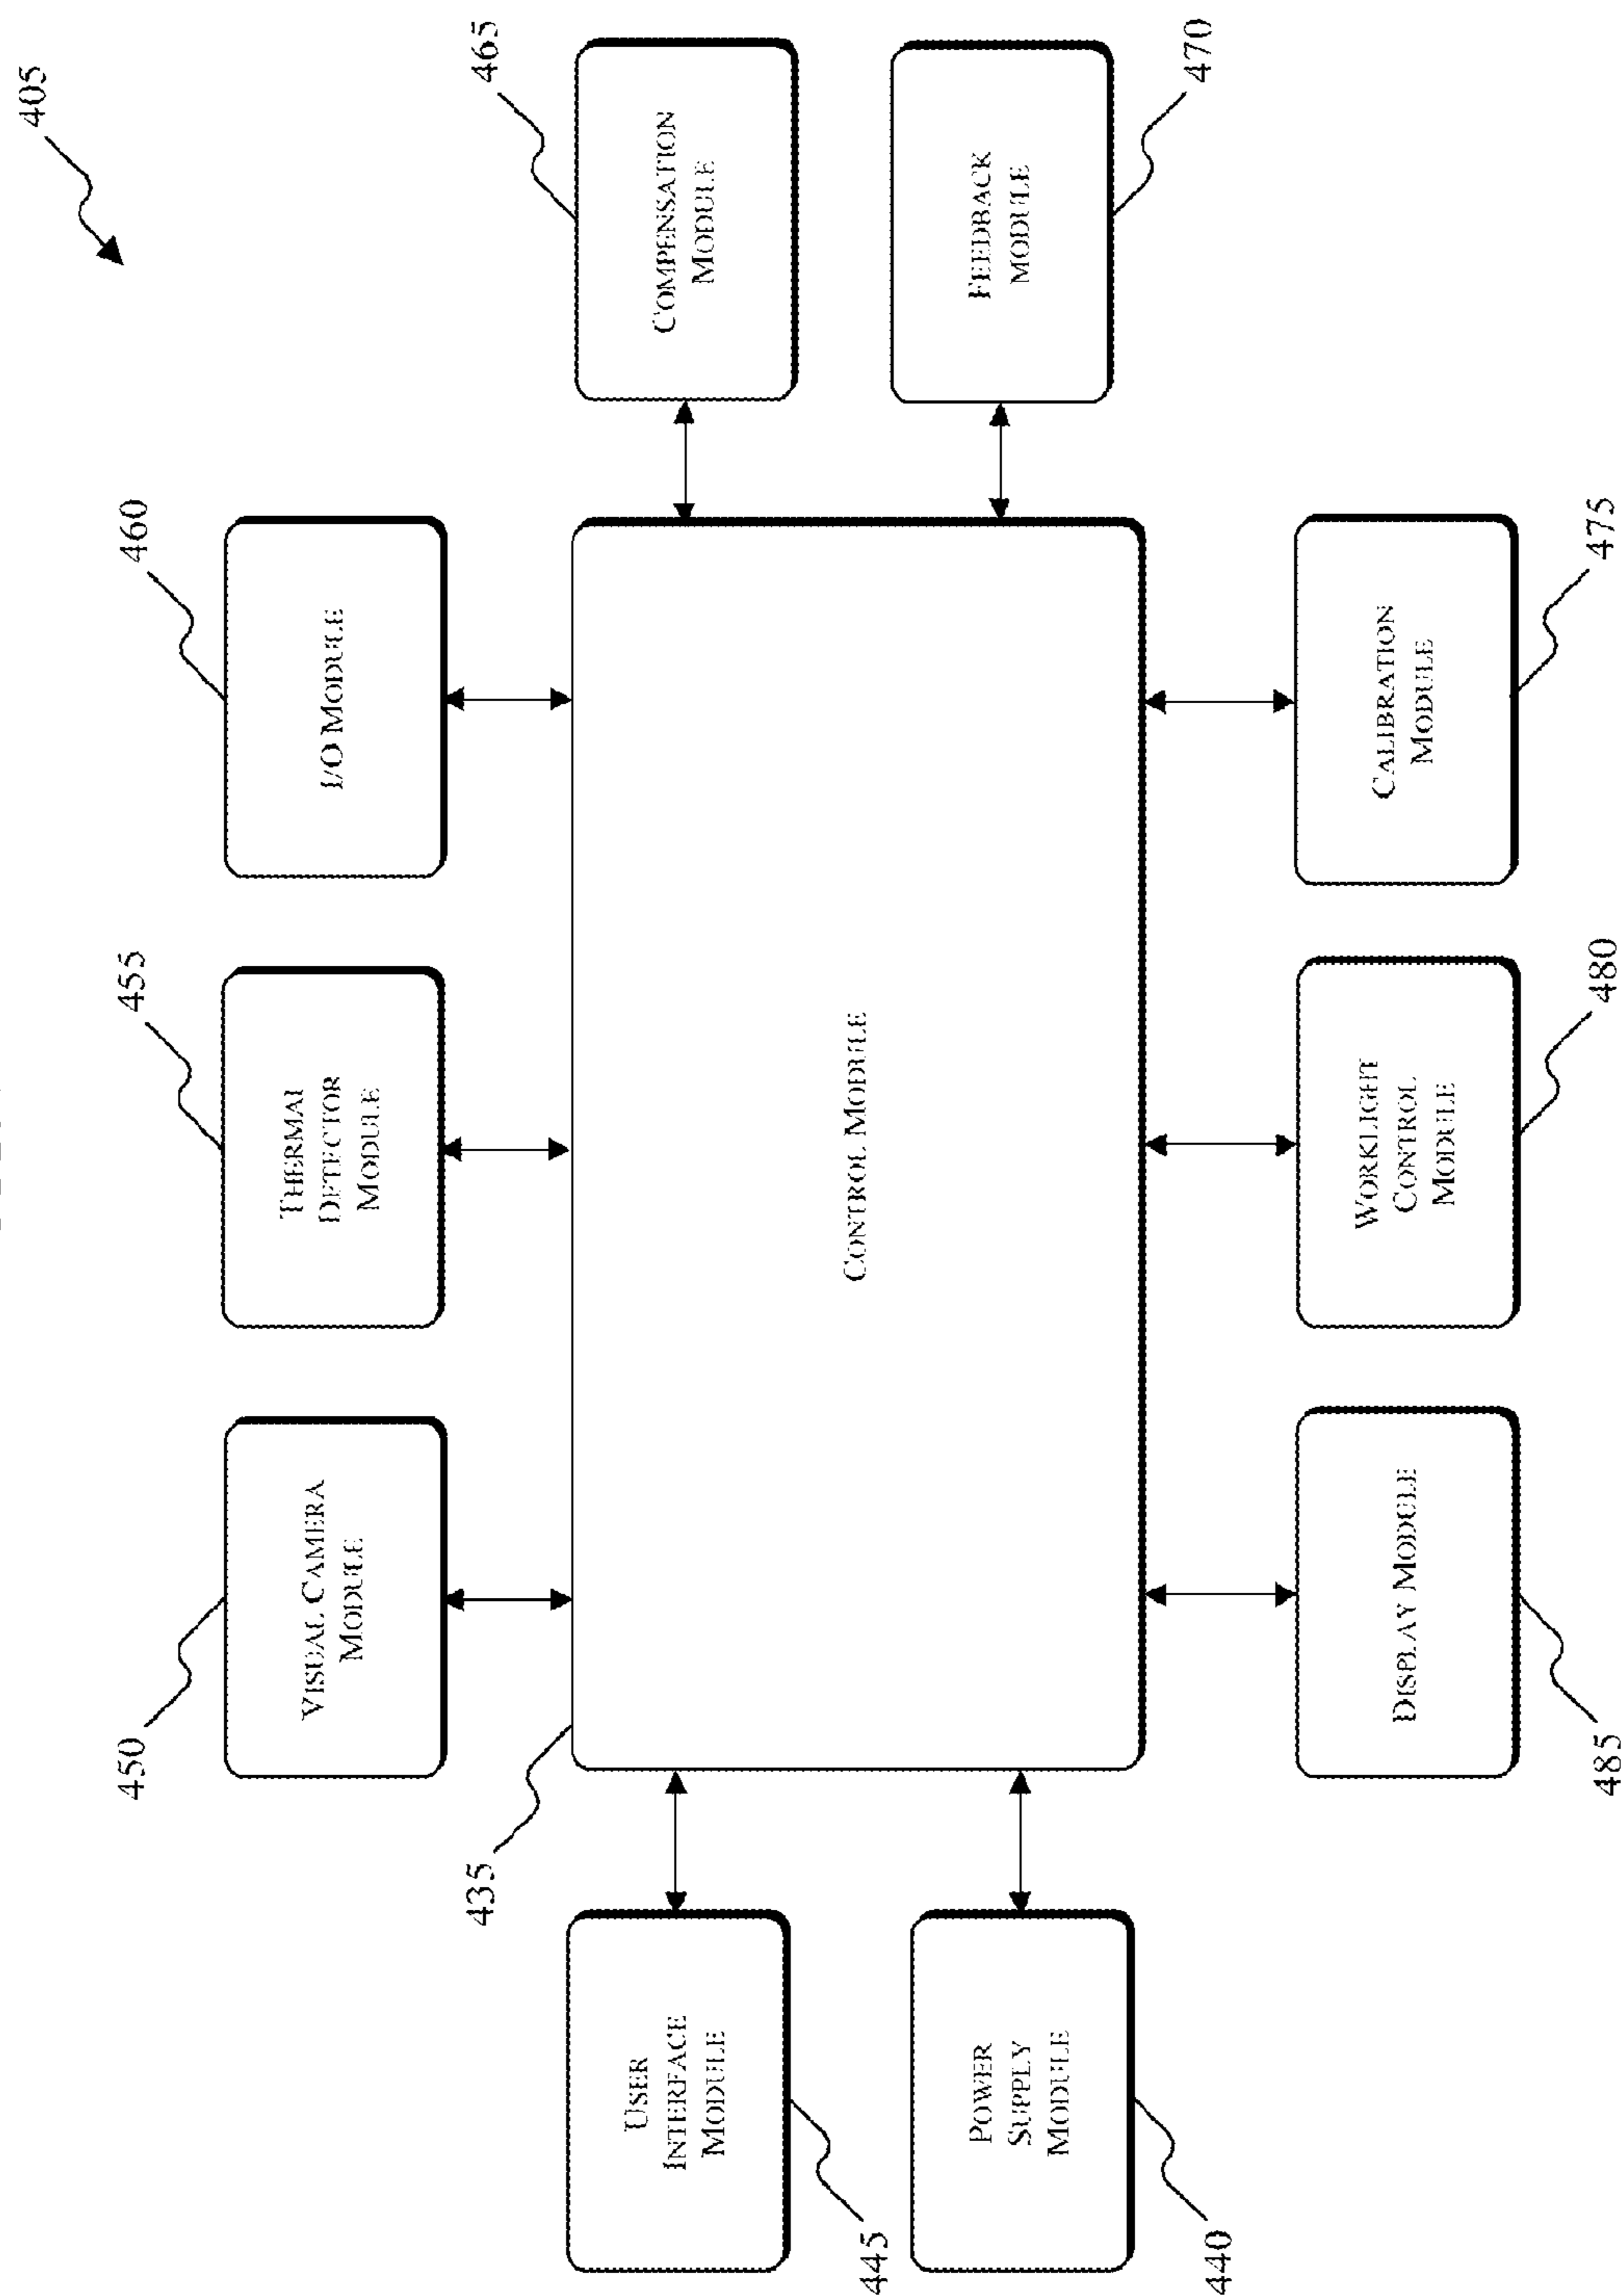 405
450
455
460
VISUAL CAMERA
MODULE
THERMAL
DETECTOR
MODULE
I/O MODULE
435
465
USER
INTERFACE
MODULE
445
COMPENSATION
MODULE
CONTROL MODULE
POWER
SUPPLY
MODULE
440
FEEDBACK
MODULE
470
DISPLAY MODULE
WORKLIGHT
CONTROL
MODULE
CALIBRATION
MODULE
485
480
475